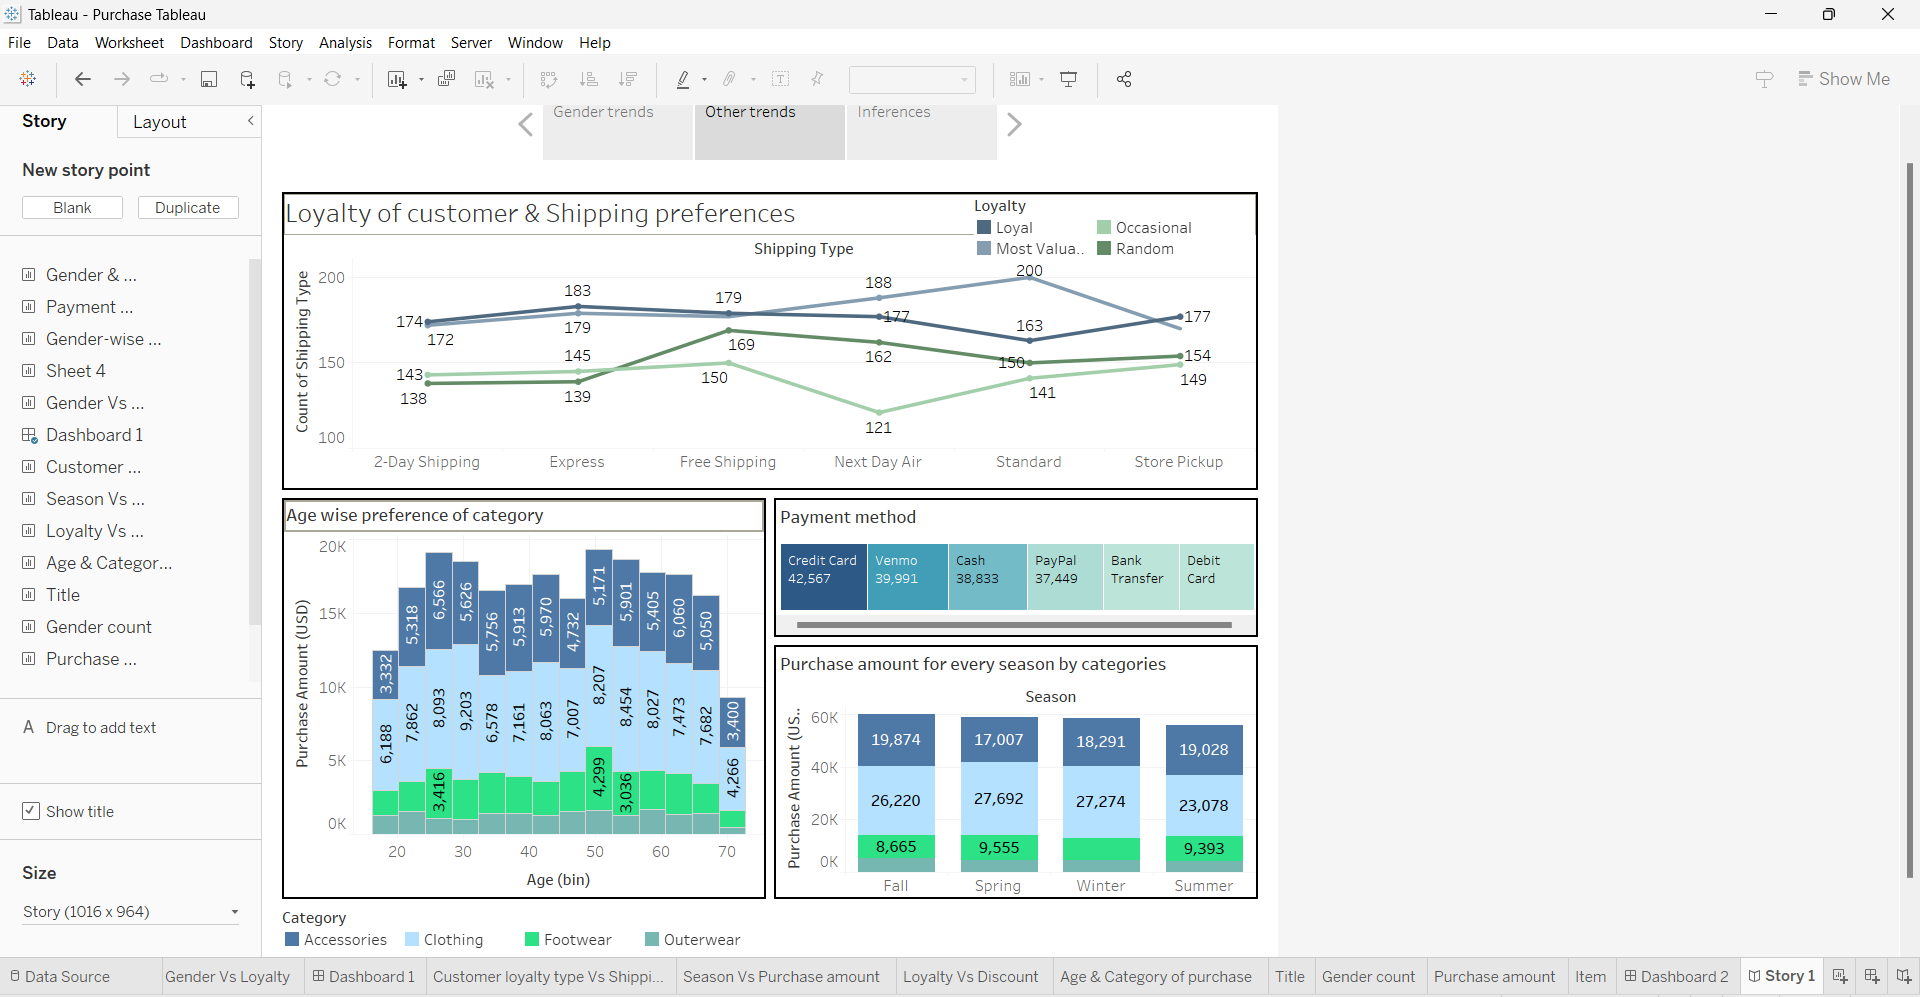 Tableau - Purchase Tableau
File Data Worksheet Dashboard Story Analysis Format Server Window Help
Show Me
Story
Layout
New story point
Blank
Duplicate
Gender & ...
Payment ...
Gender-wise ...
Sheet 4
Gender Vs ...
Dashboard 1
Customer ...
Season Vs ...
Loyalty Vs ...
Age & Categor...
Title
Gender count
Purchase ...
A Drag to add text
Show title
Size
Story (1016 x 964)
Gender trends
Other trends
Inferences
Loyalty of customer & Shipping preferences
Loyalty
Loyal
Occasional
Most Valua..
Random
Shipping Type
Count of Shipping Type
200
150
100
174
172
143
138
183
179
145
139
179
169
150
188
177
162
121
200
163
150
141
177
154
149
2-Day Shipping
Express
Free Shipping
Next Day Air
Standard
Store Pickup
Age wise preference of category
Purchase Amount (USD)
20K
15K
10K
5K
0K
3,332
6,188
5,318
7,862
6,566
8,093
3,416
5,626
9,203
5,756
6,578
5,913
7,161
5,970
8,063
4,732
7,007
5,171
8,207
4,299
5,901
8,454
3,036
5,405
8,027
6,060
7,473
5,050
7,682
3,400
4,266
20 30 40 50 60 70
Age (bin)
Payment method
Credit Card
42,567
Venmo
39,991
Cash
38,833
PayPal
37,449
Bank
Transfer
Debit
Card
Purchase amount for every season by categories
Season
Purchase Amount (US..
60K
40K
20K
0K
19,874
26,220
8,665
17,007
27,692
9,555
18,291
27,274
19,028
23,078
9,393
Fall
Spring
Winter
Summer
Category
Accessories
Clothing
Footwear
Outerwear
Data Source
Gender Vs Loyalty
Dashboard 1
Customer loyalty type Vs Shippi...
Season Vs Purchase amount
Loyalty Vs Discount
Age & Category of purchase
Title
Gender count
Purchase amount
Item
Dashboard 2
Story 1